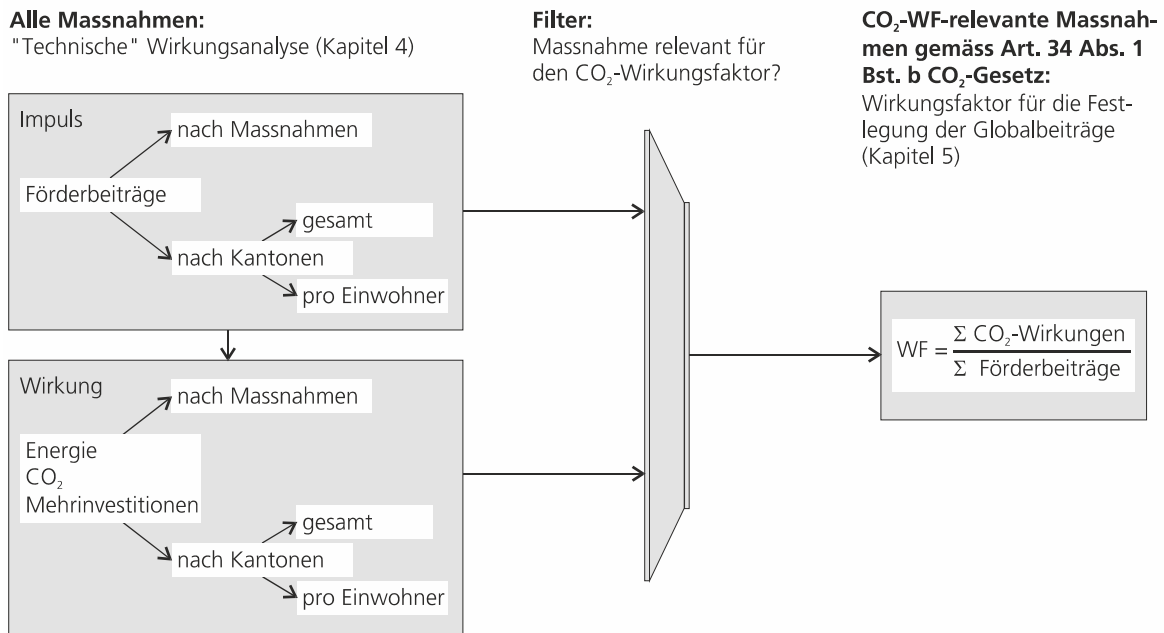 Alle Massnahmen:
"Technische" Wirkungsanalyse (Kapitel 4)
Filter:
Massnahme relevant für
den CO₂-Wirkungsfaktor?
CO₂-WF-relevante Massnah-
men gemäss Art. 34 Abs. 1
Bst. b CO₂-Gesetz:
Wirkungsfaktor für die Fest-
legung der Globalbeiträge
(Kapitel 5)
Impuls
nach Massnahmen
Förderbeiträge
gesamt
nach Kantonen
pro Einwohner
Wirkung
nach Massnahmen
Energie
CO₂
Mehrinvestitionen
gesamt
nach Kantonen
pro Einwohner
WF = Σ CO₂-Wirkungen
Σ Förderbeiträge